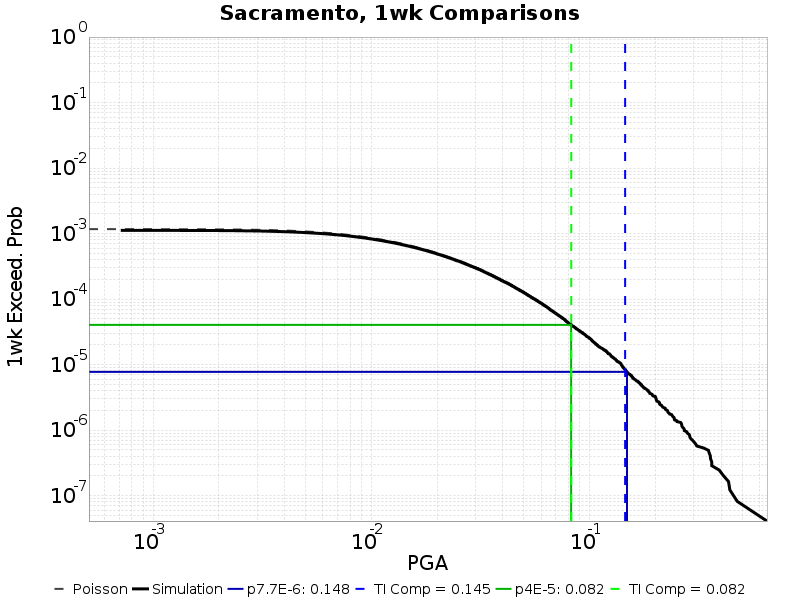 Sacramento, 1wk Comparisons
1wk Exceed. Prob
10^0
10^-1
10^-2
10^-3
10^-4
10^-5
10^-6
10^-7
10^-3 10^-2 10^-1
PGA
Poisson Simulation p7.7E-6: 0.148 TI Comp = 0.145 p4E-5: 0.082 TI Comp = 0.082